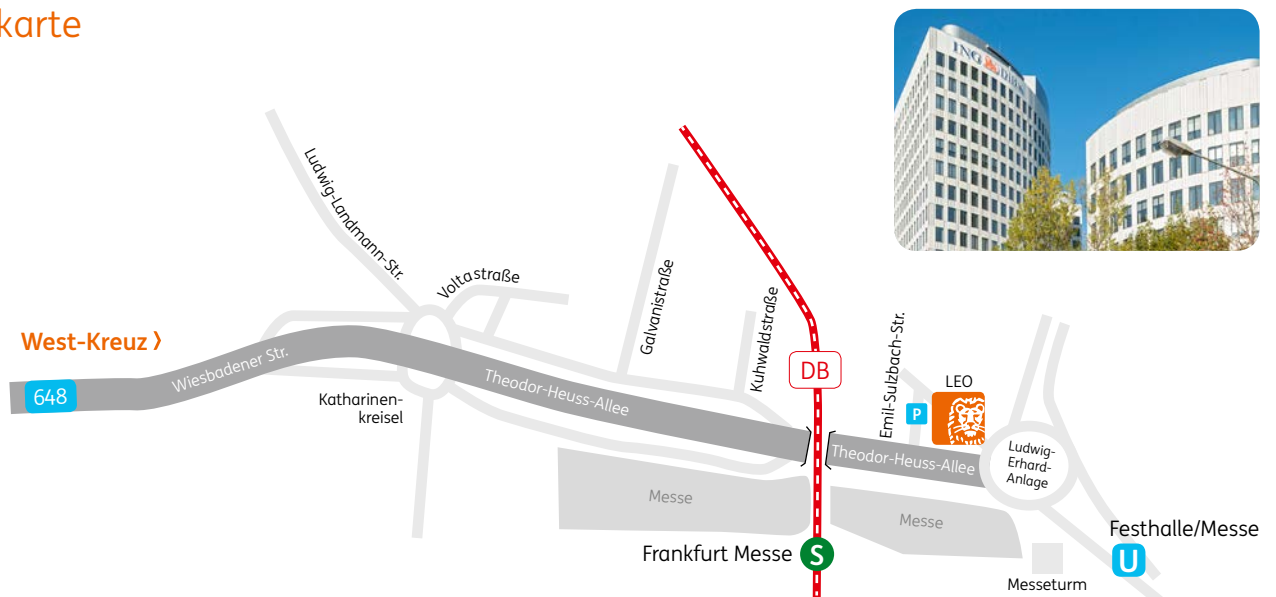 karte
ING DiBa
Ludwig-Landmann-Str.
Voltastraße
Galvanistraße
Kuhwaldstraße
Emil-Sulzbach-Str.
West-Kreuz ⟩
648
Wiesbadener Str.
Katharinen-
kreisel
Theodor-Heuss-Allee
DB
LEO
P
Theodor-Heuss-Allee
Ludwig-
Erhard-
Anlage
Messe
Messe
Frankfurt Messe
S
Festhalle/Messe
U
Messeturm